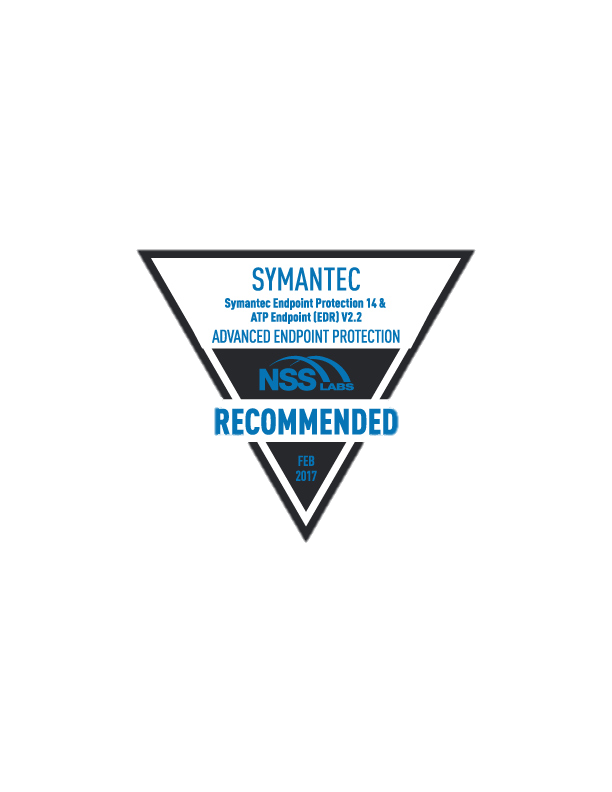 SYMANTEC
Symantec Endpoint Protection 14 &
ATP Endpoint (EDR) V2.2
ADVANCED ENDPOINT PROTECTION
NSS LABS
RECOMMENDED
FEB
2017